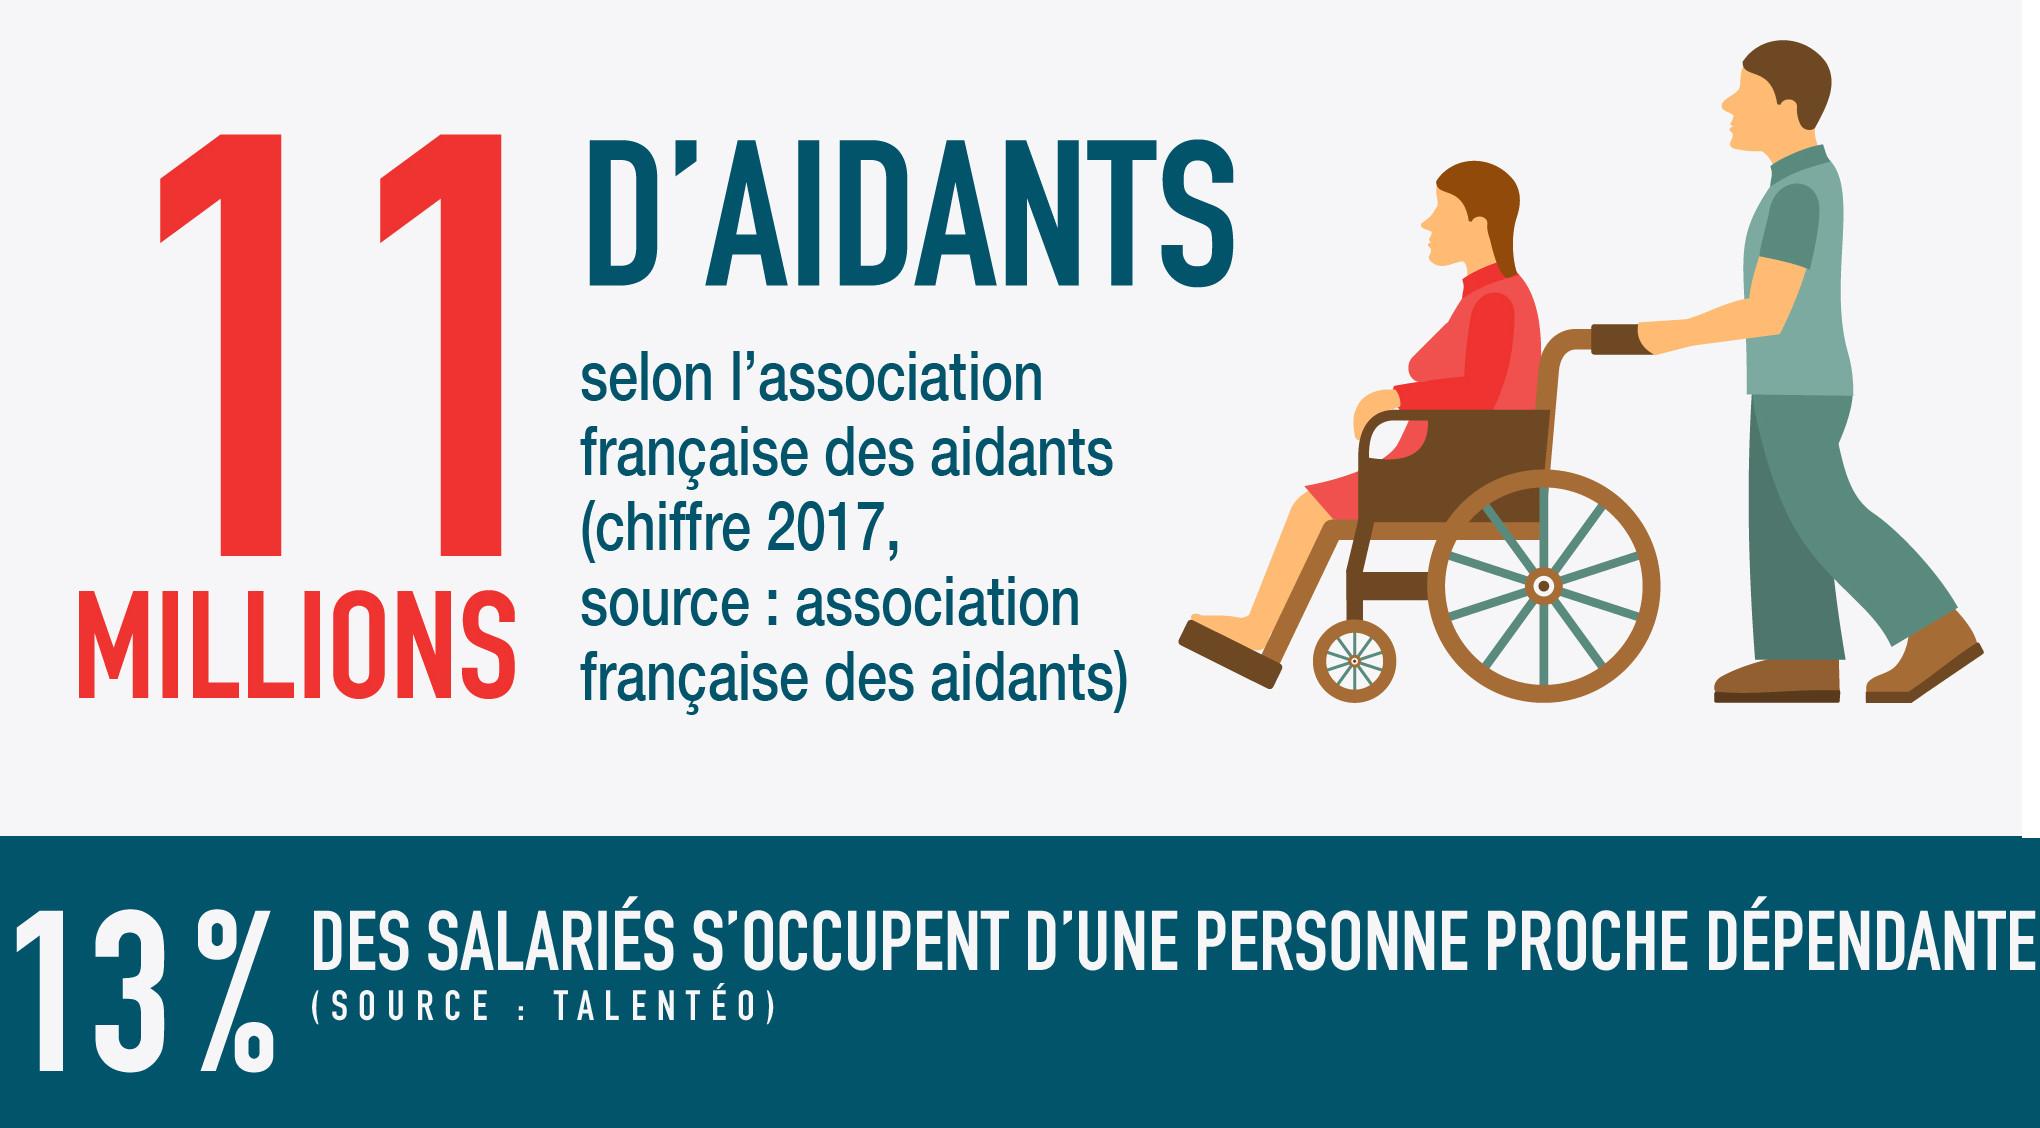 11
MILLIONS
D'AIDANTS
selon l'association
française des aidants
(chiffre 2017,
source : association
française des aidants)
13%
DES SALARIÉS S'OCCUPENT D'UNE PERSONNE PROCHE DÉPENDANTE
(SOURCE : TALENTÉO)